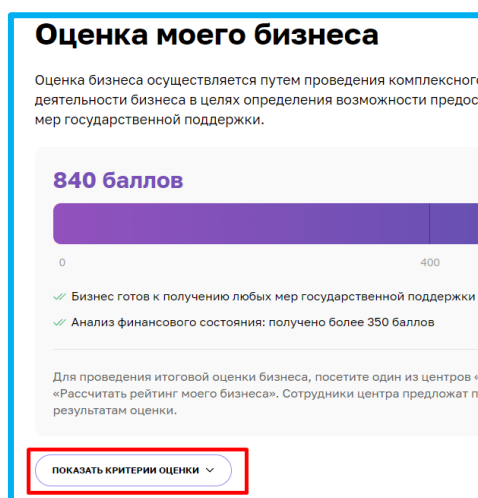 Оценка моего бизнеса
Оценка бизнеса осуществляется путем проведения комплексного
деятельности бизнеса в целях определения возможности предос
мер государственной поддержки.
840 баллов
0 400
Бизнес готов к получению любых мер государственной поддержки
Анализ финансового состояния: получено более 350 баллов
Для проведения итоговой оценки бизнеса, посетите один из центров «
«Рассчитать рейтинг моего бизнеса». Сотрудники центра предложат п
результатам оценки.
ПОКАЗАТЬ КРИТЕРИИ ОЦЕНКИ